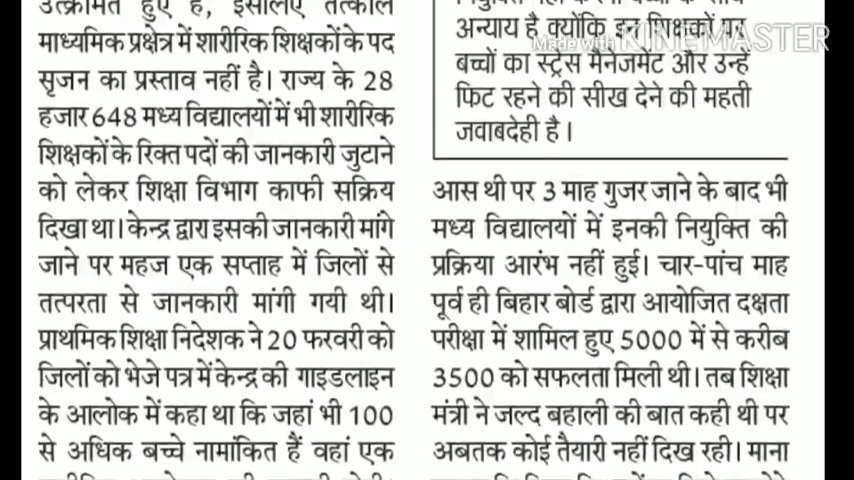 उत्क्रमित हुए हैं, इसलिए तत्काल
माध्यमिक प्रक्षेत्र में शारीरिक शिक्षकों के पद
सृजन का प्रस्ताव नहीं है। राज्य के 28
हजार 648 मध्य विद्यालयों में भी शारीरिक
शिक्षकों के रिक्त पदों की जानकारी जुटाने
को लेकर शिक्षा विभाग काफी सक्रिय
दिखा था। केन्द्र द्वारा इसकी जानकारी मांगे
जाने पर महज एक सप्ताह में जिलों से
तत्परता से जानकारी मांगी गयी थी।
प्राथमिक शिक्षा निदेशक ने 20 फरवरी को
जिलों को भेजे पत्र में केन्द्र की गाइडलाइन
के आलोक में कहा था कि जहां भी 100
से अधिक बच्चे नामांकित हैं वहां एक
अन्याय है क्योंकि इन शिक्षकों पर
बच्चों का स्ट्रेस मैनेजमेंट और उन्हें
फिट रहने की सीख देने की महती
जवाबदेही है।
आस थी पर 3 माह गुजर जाने के बाद भी
मध्य विद्यालयों में इनकी नियुक्ति की
प्रक्रिया आरंभ नहीं हुई। चार-पांच माह
पूर्व ही बिहार बोर्ड द्वारा आयोजित दक्षता
परीक्षा में शामिल हुए 5000 में से करीब
3500 को सफलता मिली थी। तब शिक्षा
मंत्री ने जल्द बहाली की बात कही थी पर
अबतक कोई तैयारी नहीं दिख रही। माना
Made with KINEMASTER